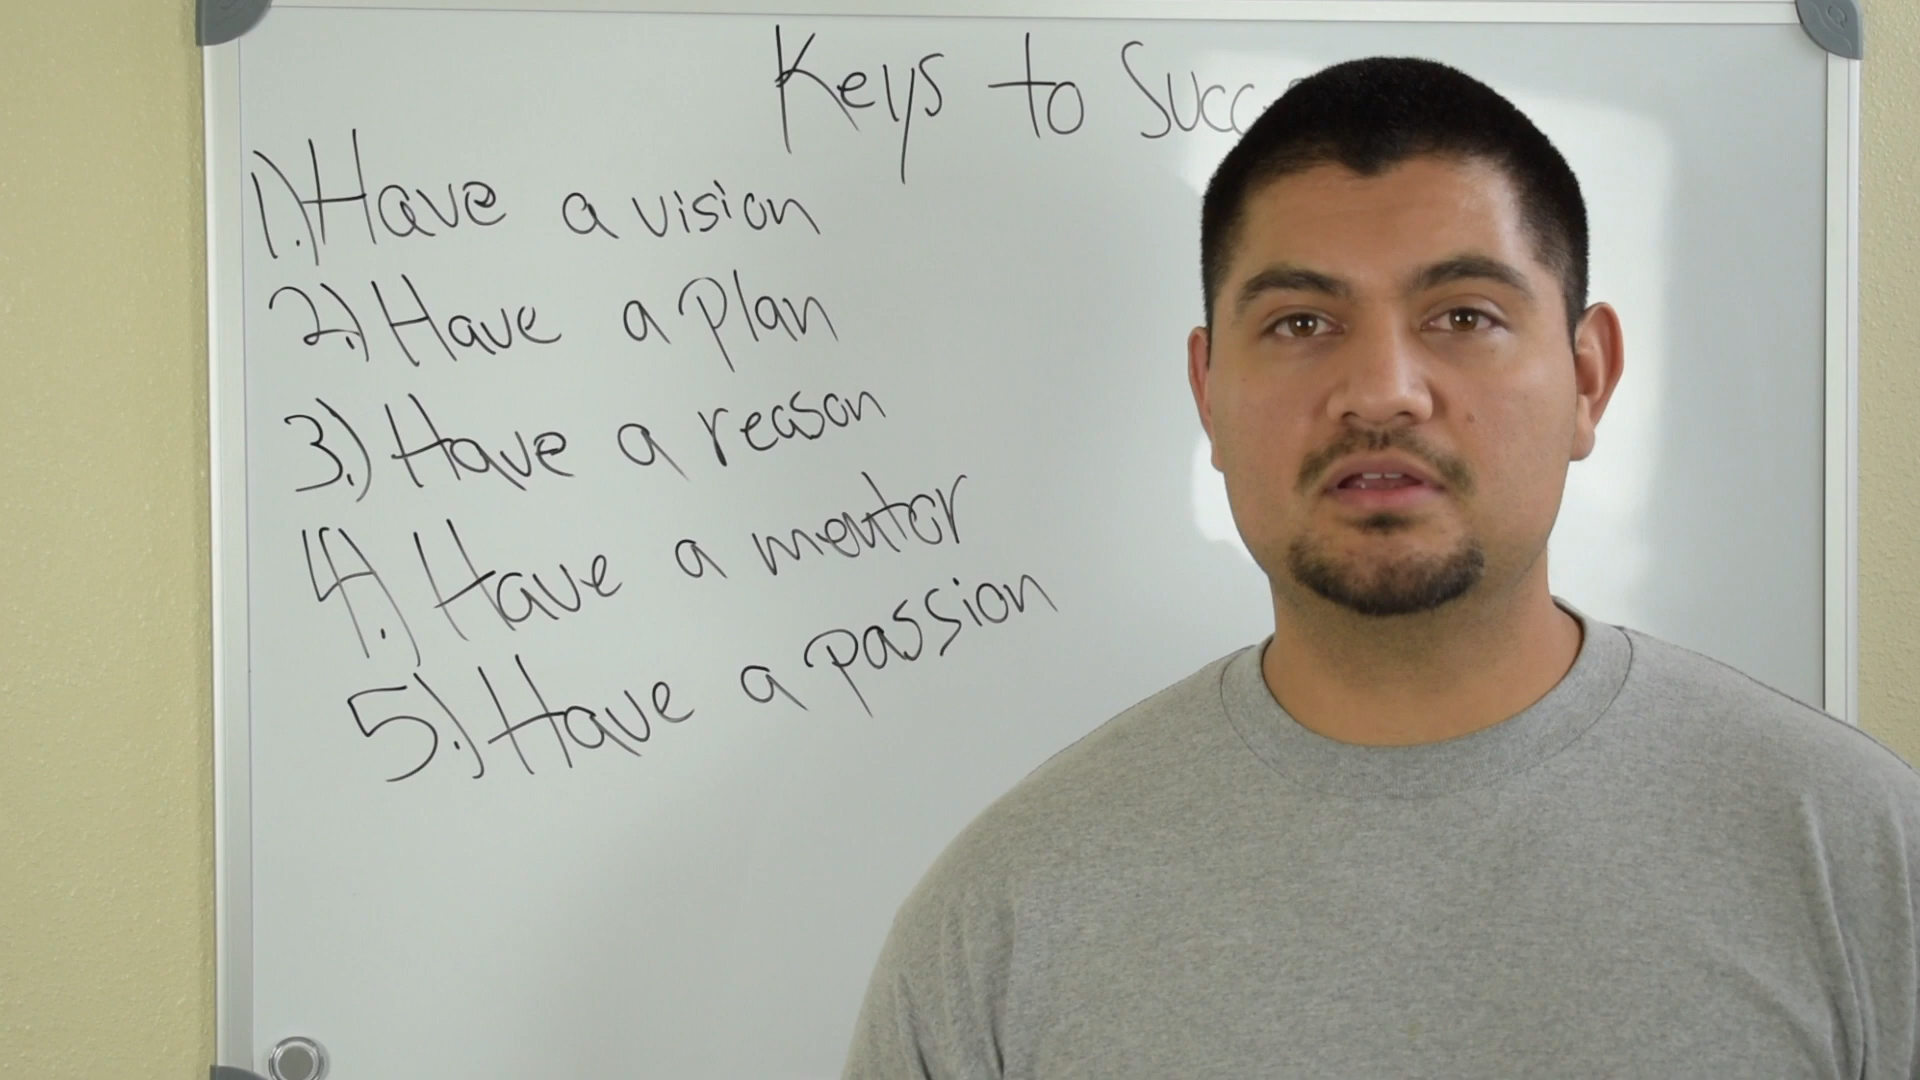 Keys to Succ
1.) Have a vision
2.) Have a plan
3.) Have a reason
4.) Have a mentor
5.) Have a passion